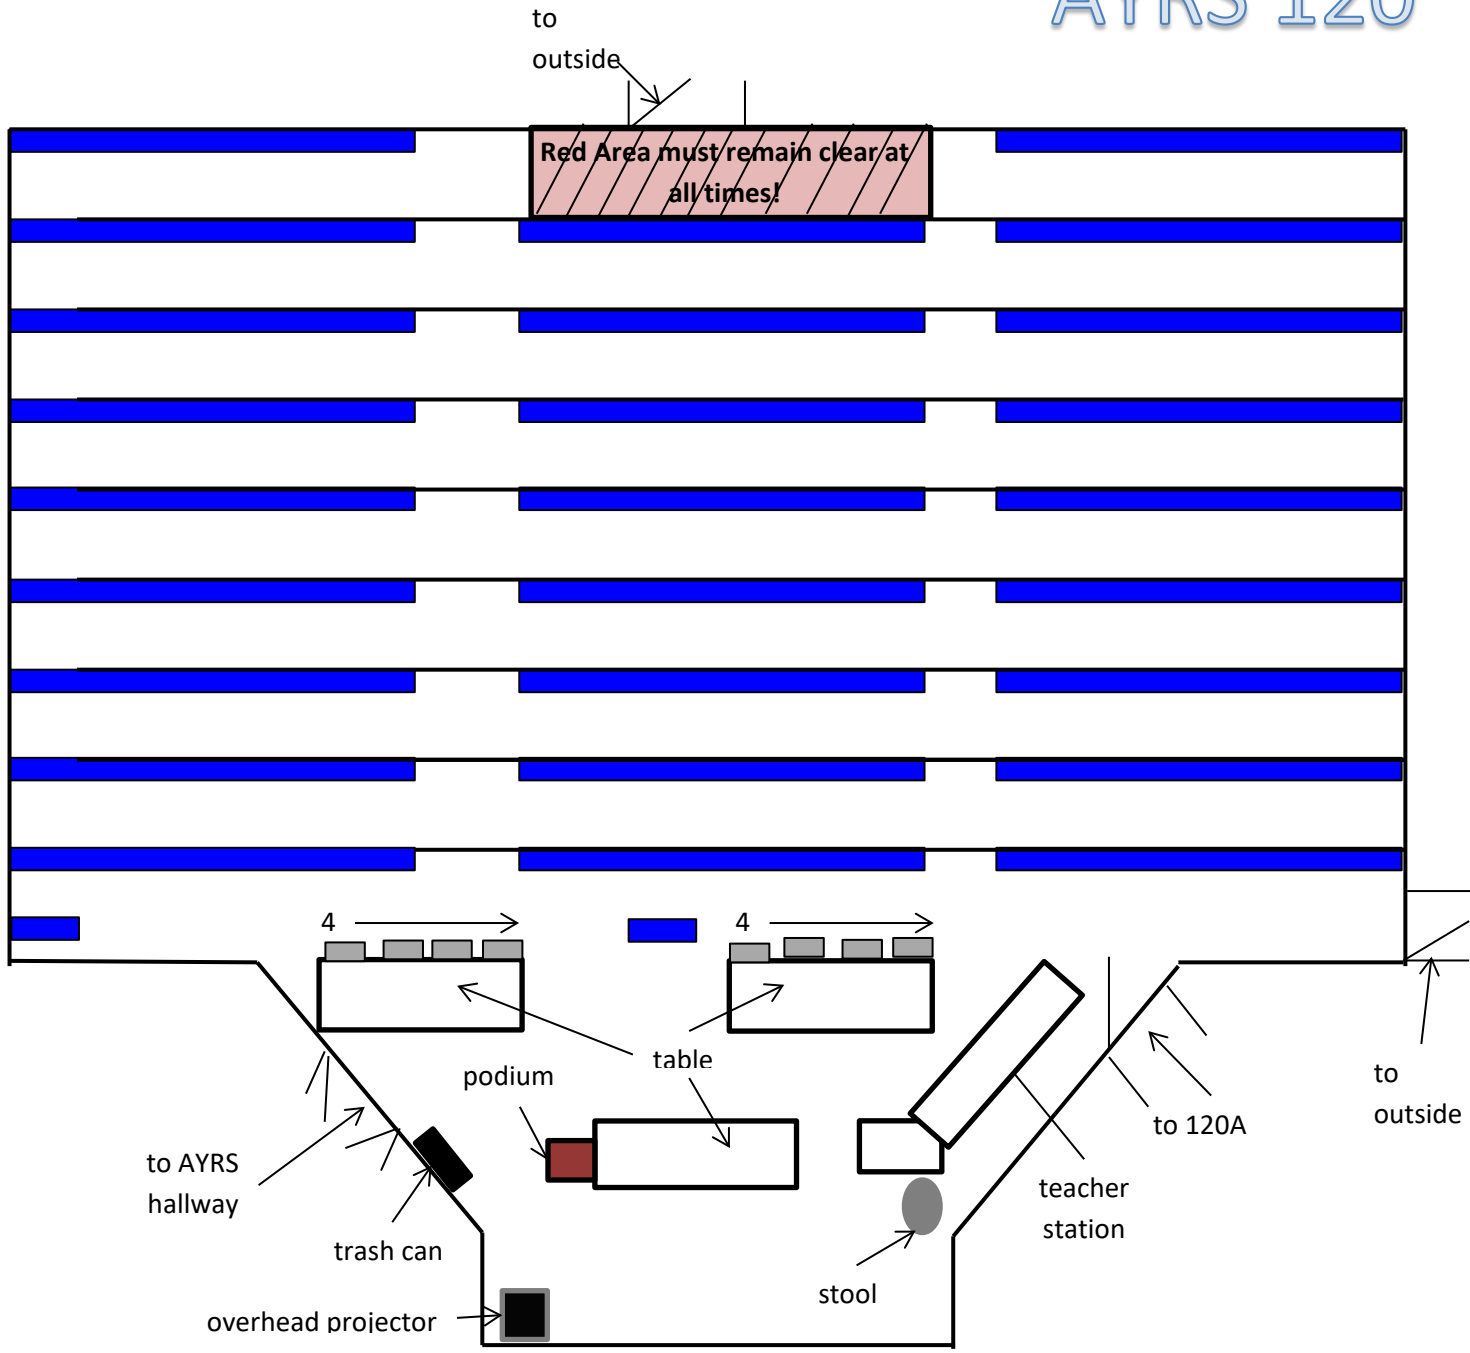 AYRS 120
to
outside
Red Area must remain clear at
all times!
4
4
table
podium
to
outside
to 120A
to AYRS
hallway
teacher
station
trash can
stool
overhead projector